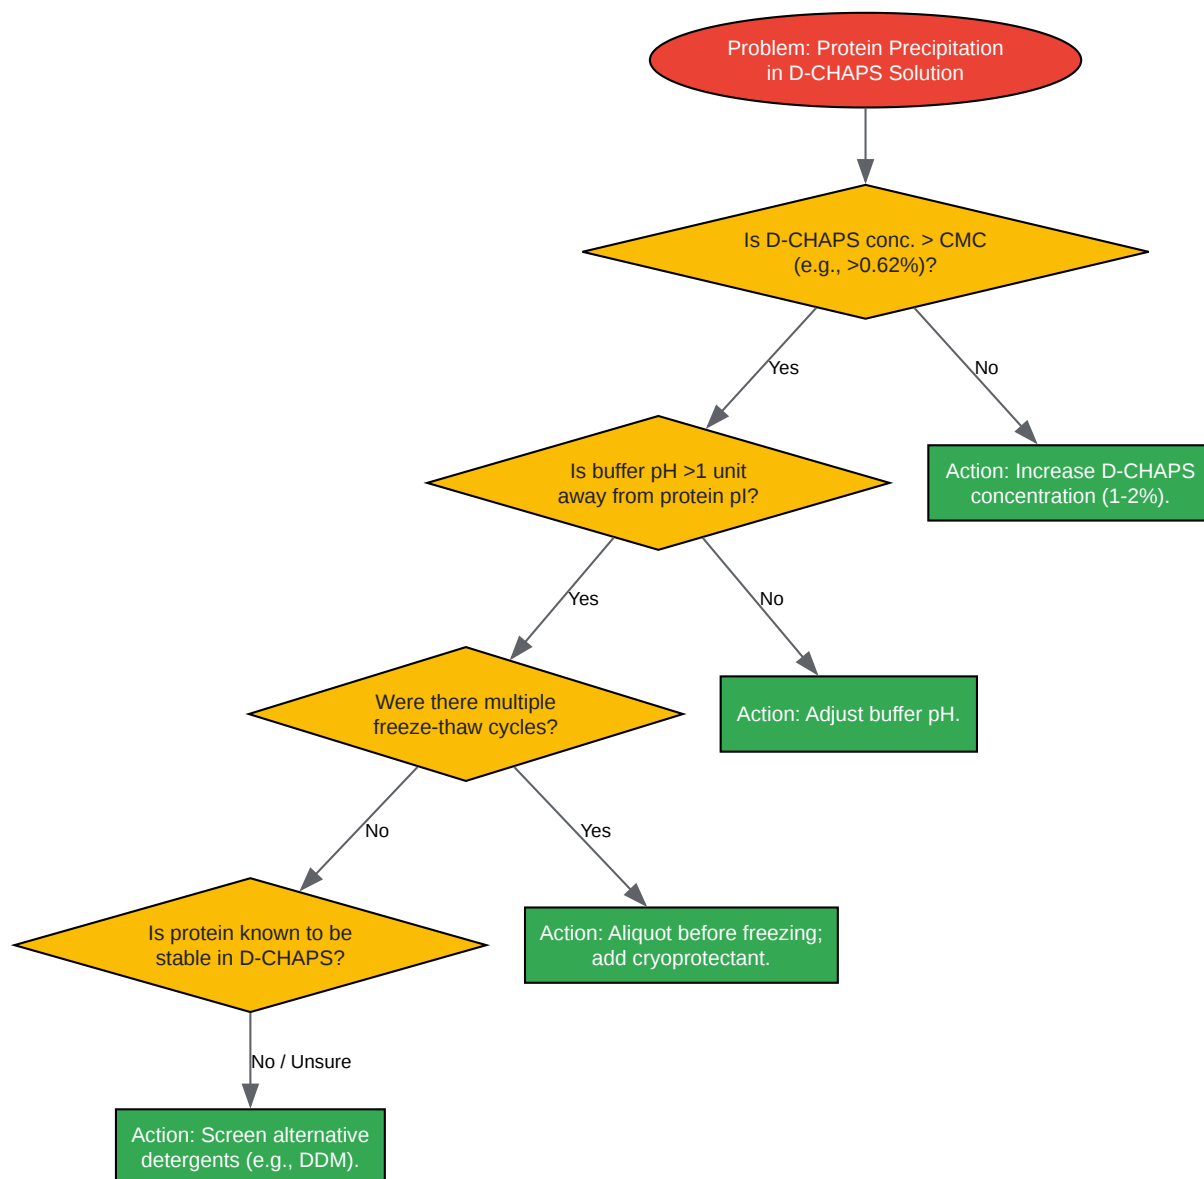 Problem: Protein Precipitation
in D-CHAPS Solution
Is D-CHAPS conc. > CMC
(e.g., >0.62%)?
Yes
No
Is buffer pH >1 unit
away from protein pI?
Action: Increase D-CHAPS
concentration (1-2%).
Yes
No
Were there multiple
freeze-thaw cycles?
Action: Adjust buffer pH.
No
Yes
Is protein known to be
stable in D-CHAPS?
Action: Aliquot before freezing;
add cryoprotectant.
No / Unsure
Action: Screen alternative
detergents (e.g., DDM).